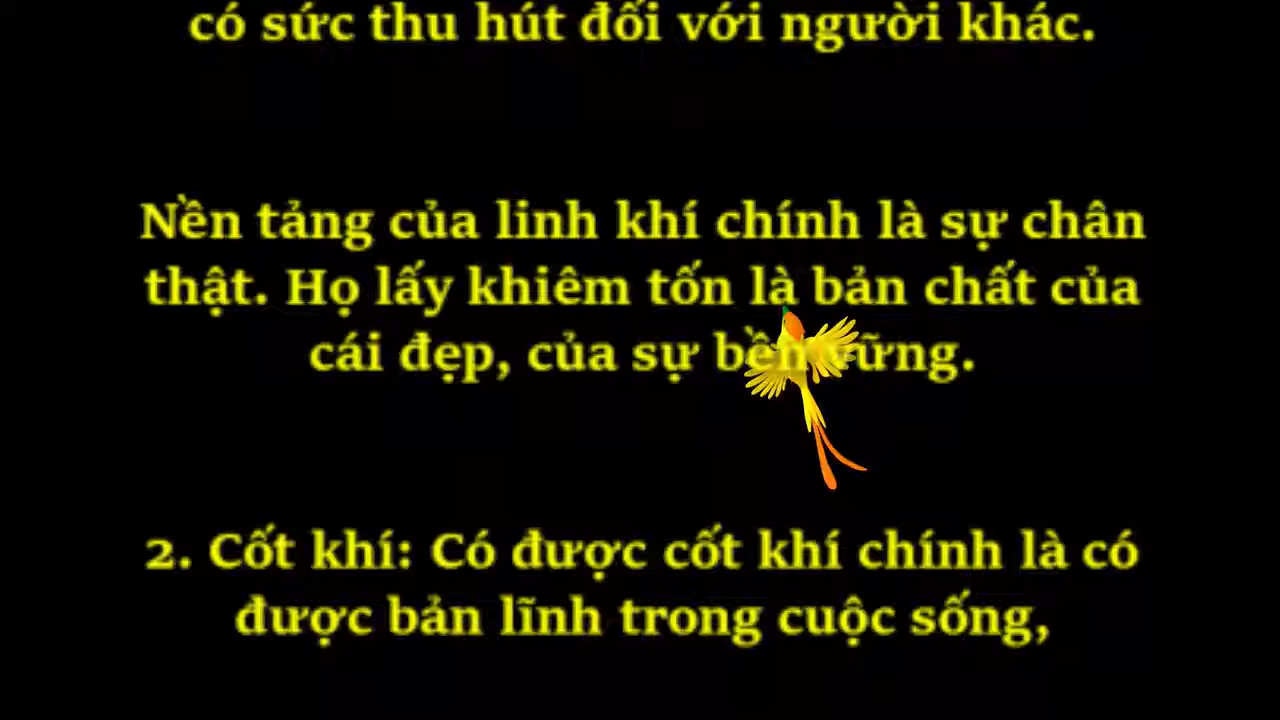 có sức thu hút đối với người khác.
Nền tảng của linh khí chính là sự chân
thật. Họ lấy khiêm tốn là bản chất của
cái đẹp, của sự bền vững.
2. Cốt khí: Có được cốt khí chính là có
được bản lĩnh trong cuộc sống,